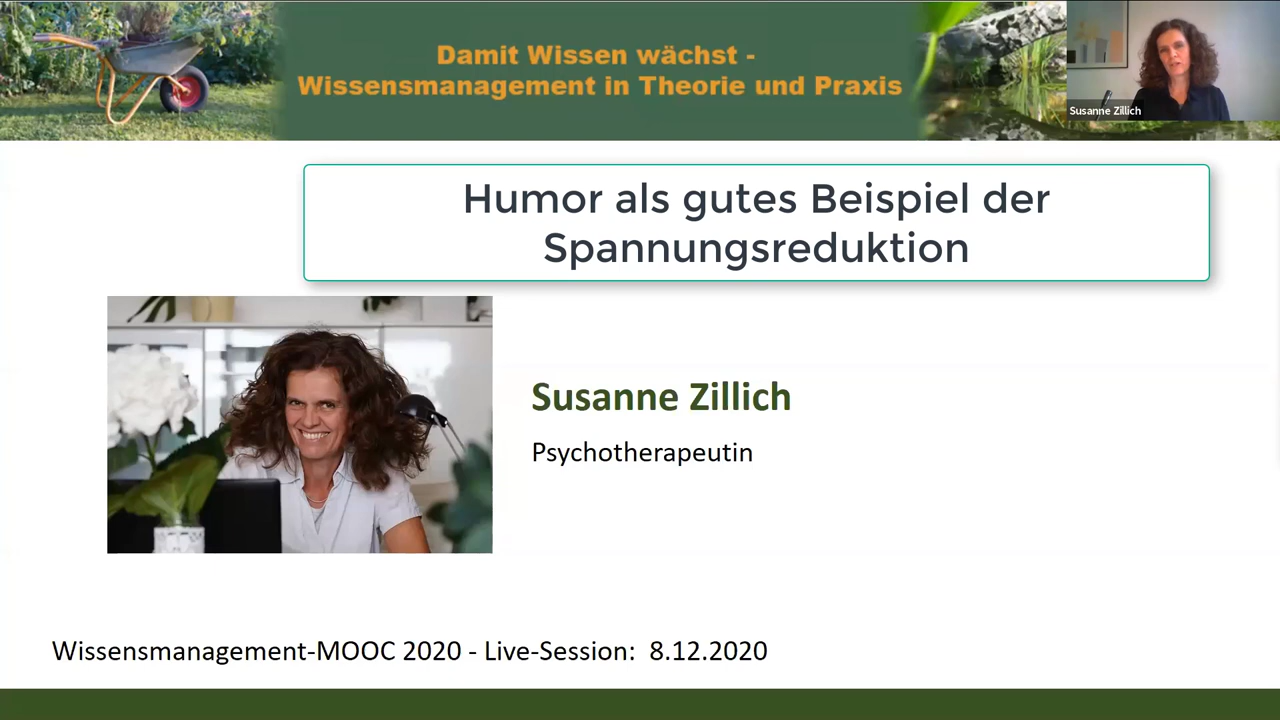 Damit Wissen wächst -
Wissensmanagement in Theorie und Praxis
Susanne Zillich
Humor als gutes Beispiel der
Spannungsreduktion
Susanne Zillich
Psychotherapeutin
Wissensmanagement-MOOC 2020 - Live-Session: 8.12.2020